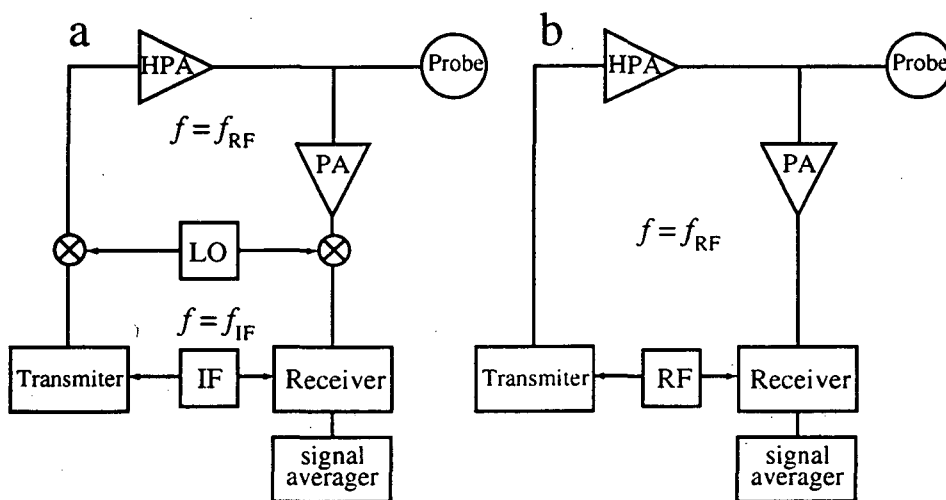 a
HPA
Probe
f = fRF
PA
LO
f = fIF
Transmiter
IF
Receiver
signal
averager
b
HPA
Probe
PA
f = fRF
Transmiter
RF
Receiver
signal
averager